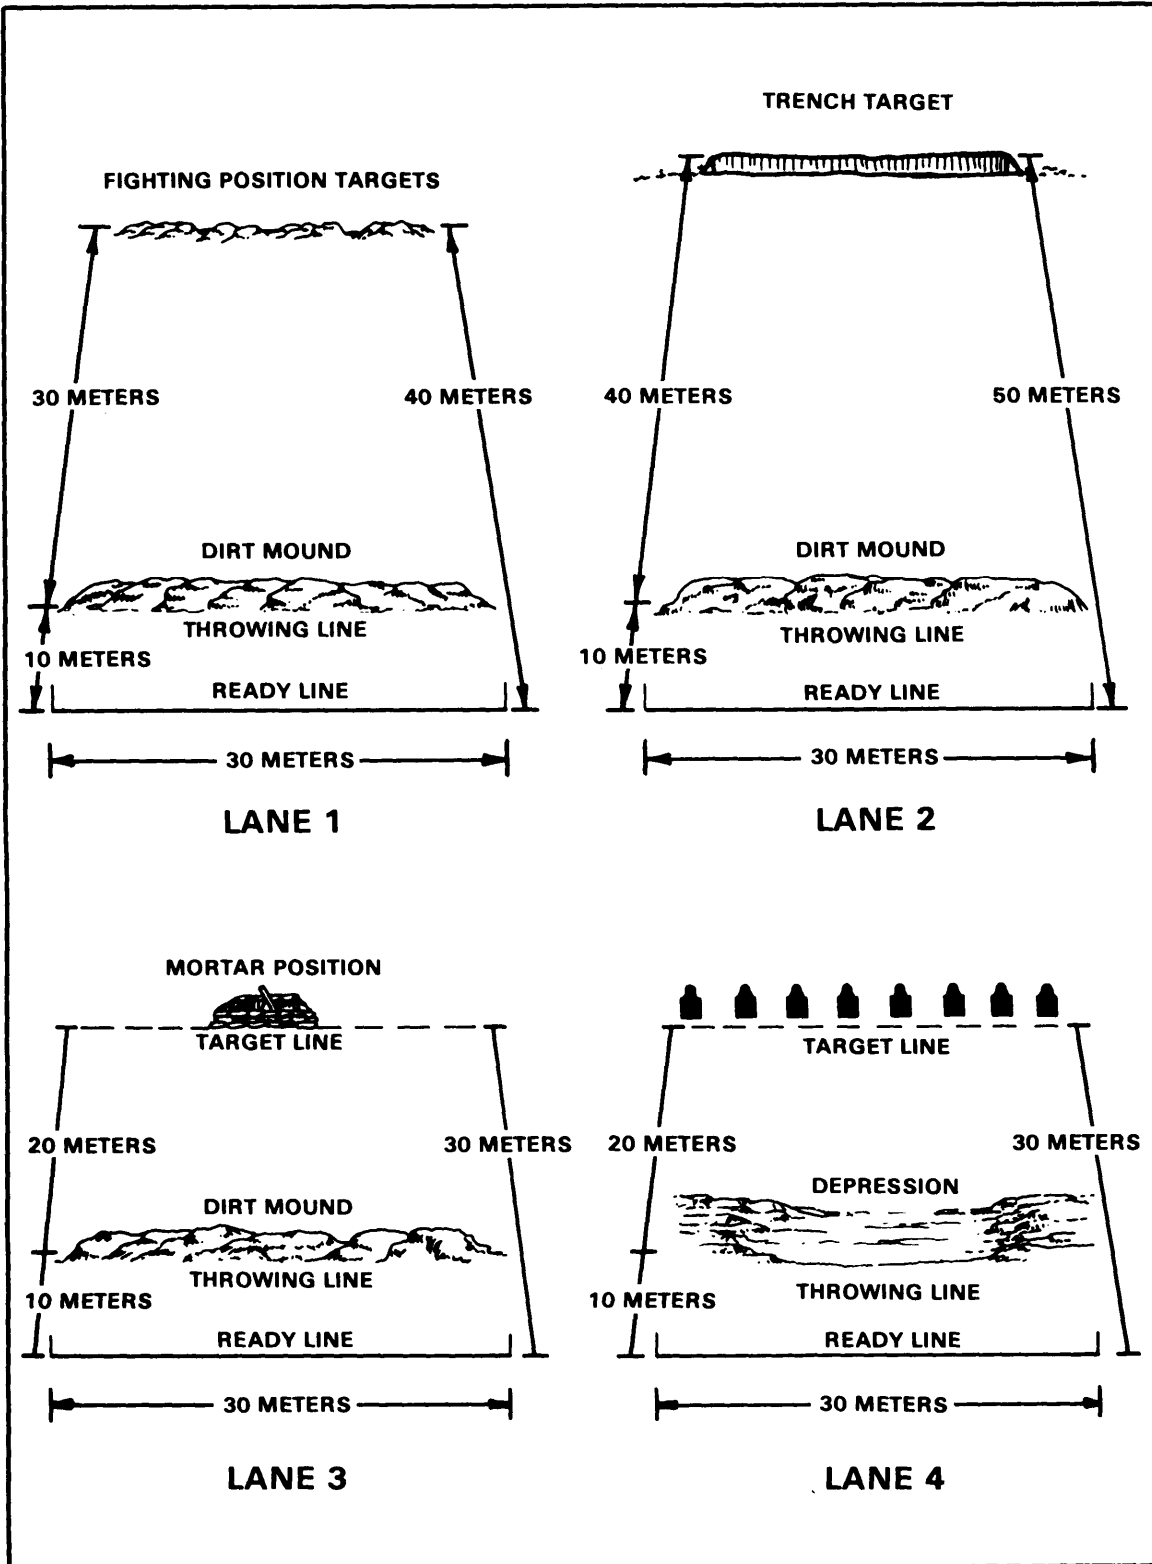 TRENCH TARGET
FIGHTING POSITION TARGETS
30 METERS
40 METERS
40 METERS
50 METERS
DIRT MOUND
DIRT MOUND
THROWING LINE
THROWING LINE
10 METERS
10 METERS
READY LINE
READY LINE
30 METERS
30 METERS
LANE 1
LANE 2
MORTAR POSITION
TARGET LINE
TARGET LINE
20 METERS
30 METERS
20 METERS
30 METERS
DIRT MOUND
DEPRESSION
THROWING LINE
THROWING LINE
10 METERS
10 METERS
READY LINE
READY LINE
30 METERS
30 METERS
LANE 3
LANE 4